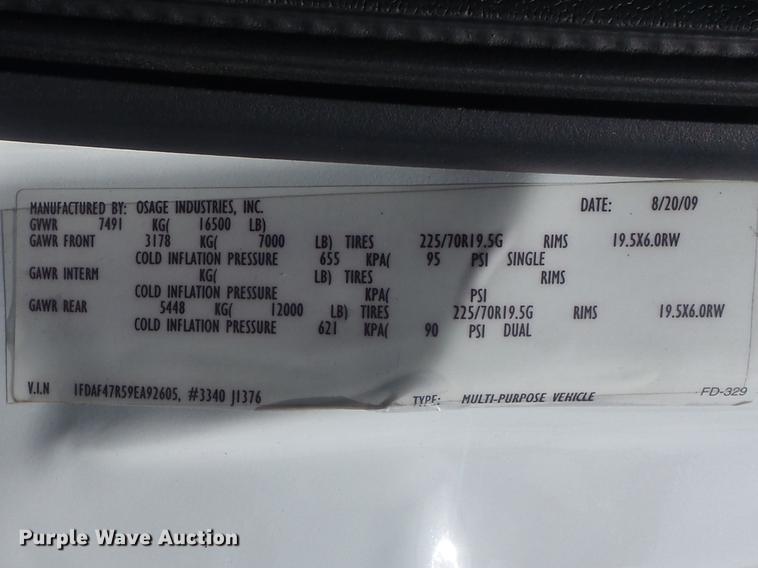 MANUFACTURED BY: OSAGE INDUSTRIES, INC. DATE: 8/20/09
GVWR 7491 KG( 16500 LB)
GAWR FRONT 3178 KG( 7000 LB) TIRES 225/70R19.5G RIMS 19.5X6.0RW
COLD INFLATION PRESSURE 655 KPA( 95 PSI SINGLE
GAWR INTERM KG( LB) TIRES RIMS
COLD INFLATION PRESSURE KPA( PSI
GAWR REAR 5448 KG( 12000 LB) TIRES 225/70R19.5G RIMS 19.5X6.0RW
COLD INFLATION PRESSURE 621 KPA( 90 PSI DUAL
V.I.N 1FDAF47R59EA92605, #3340 J1376 TYPE: MULTI-PURPOSE VEHICLE FD-329
Purple Wave Auction